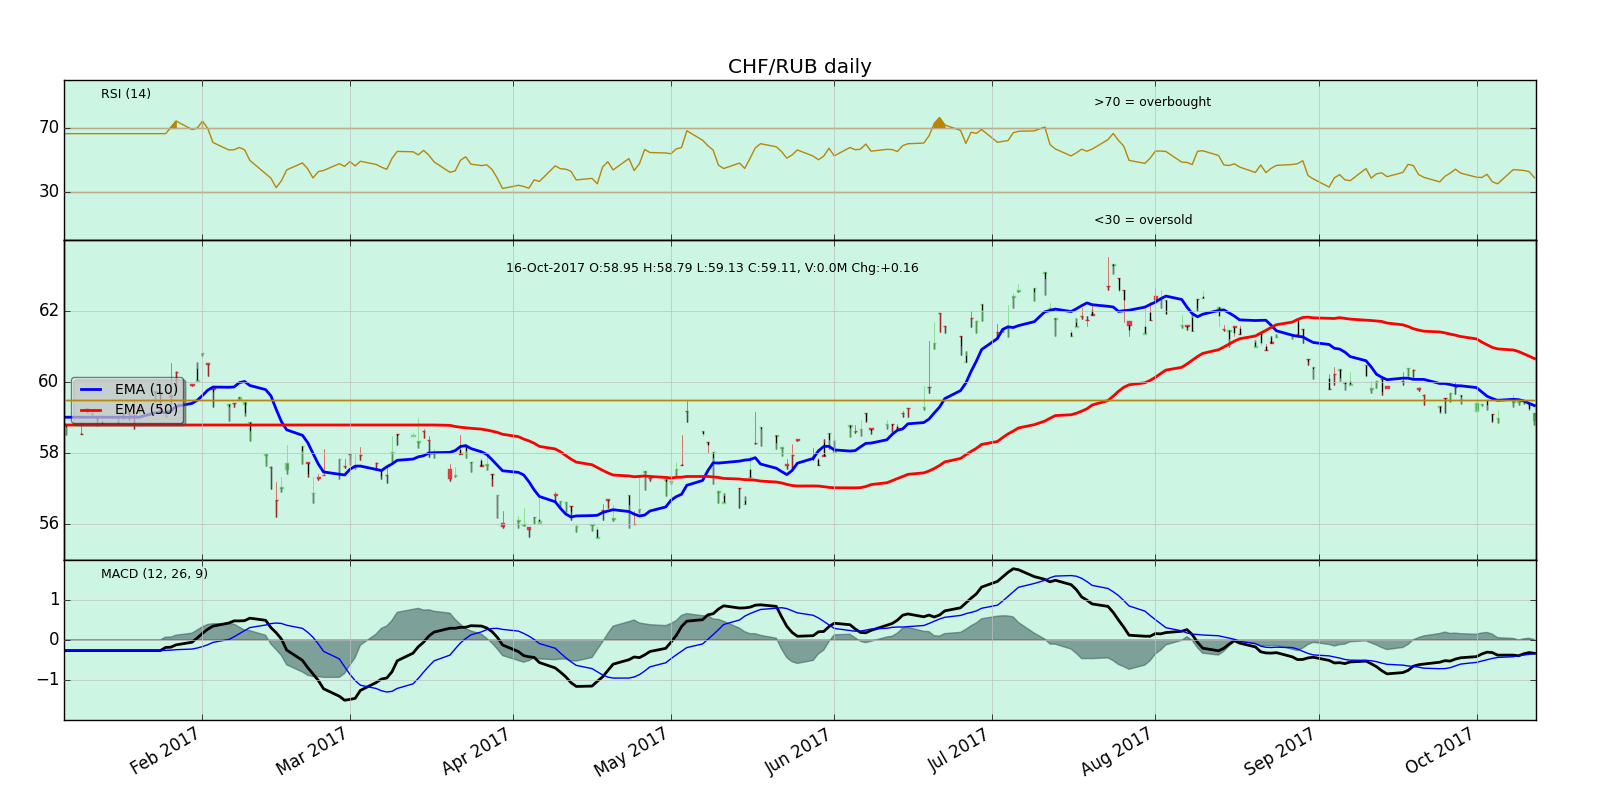 CHF/RUB daily
RSI (14)
>70 = overbought
70
30
<30 = oversold
16-Oct-2017 O:58.95 H:58.79 L:59.13 C:59.11, V:0.0M Chg:+0.16
62
60
58
56
EMA (10)
EMA (50)
MACD (12, 26, 9)
1
0
−1
Feb 2017
Mar 2017
Apr 2017
May 2017
Jun 2017
Jul 2017
Aug 2017
Sep 2017
Oct 2017